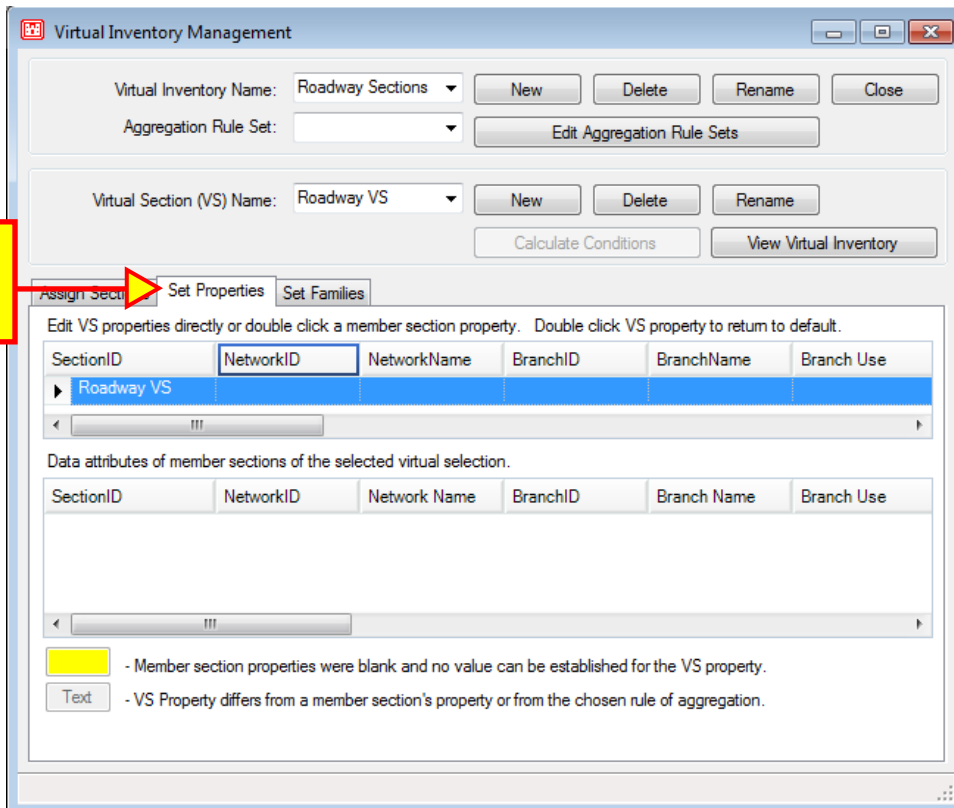 Virtual Inventory Management
Virtual Inventory Name: Roadway Sections New Delete Rename Close
Aggregation Rule Set: Edit Aggregation Rule Sets
Virtual Section (VS) Name: Roadway VS New Delete Rename
Calculate Conditions View Virtual Inventory
Assign Set Properties Set Families
Edit VS properties directly or double click a member section property. Double click VS property to return to default.
SectionID NetworkID NetworkName BranchID BranchName Branch Use
Roadway VS
Data attributes of member sections of the selected virtual selection.
SectionID NetworkID Network Name BranchID Branch Name Branch Use
- Member section properties were blank and no value can be established for the VS property.
Text - VS Property differs from a member section's property or from the chosen rule of aggregation.